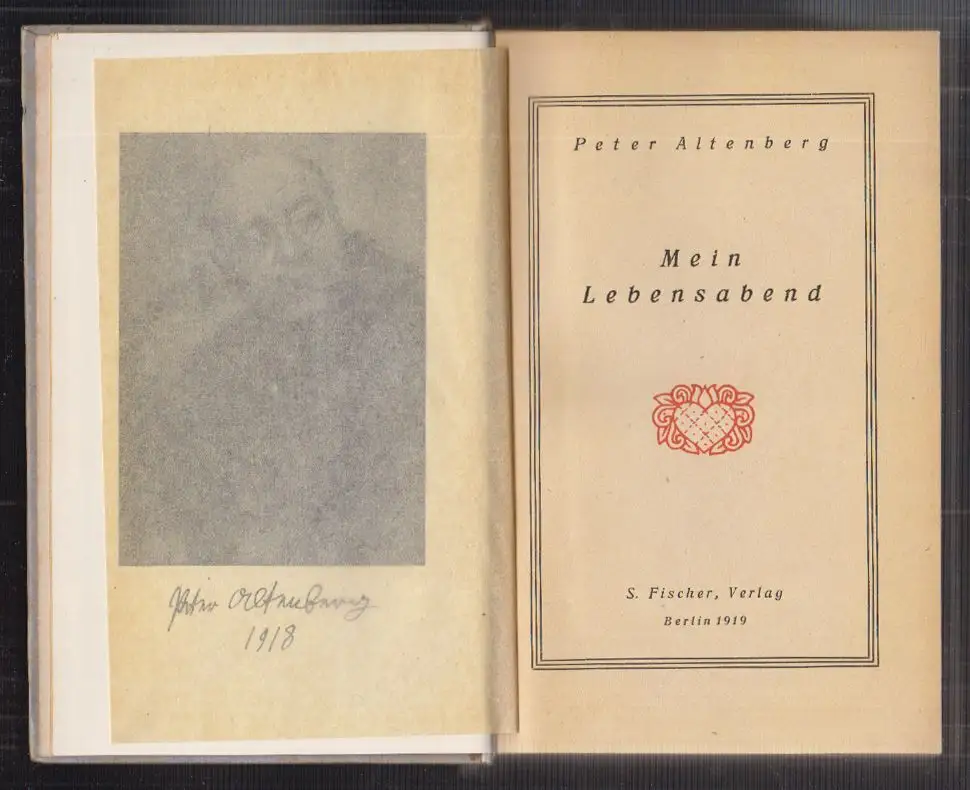 Peter Altenberg
1918
Peter Altenberg
Mein
Lebensabend
S. Fischer, Verlag
Berlin 1919